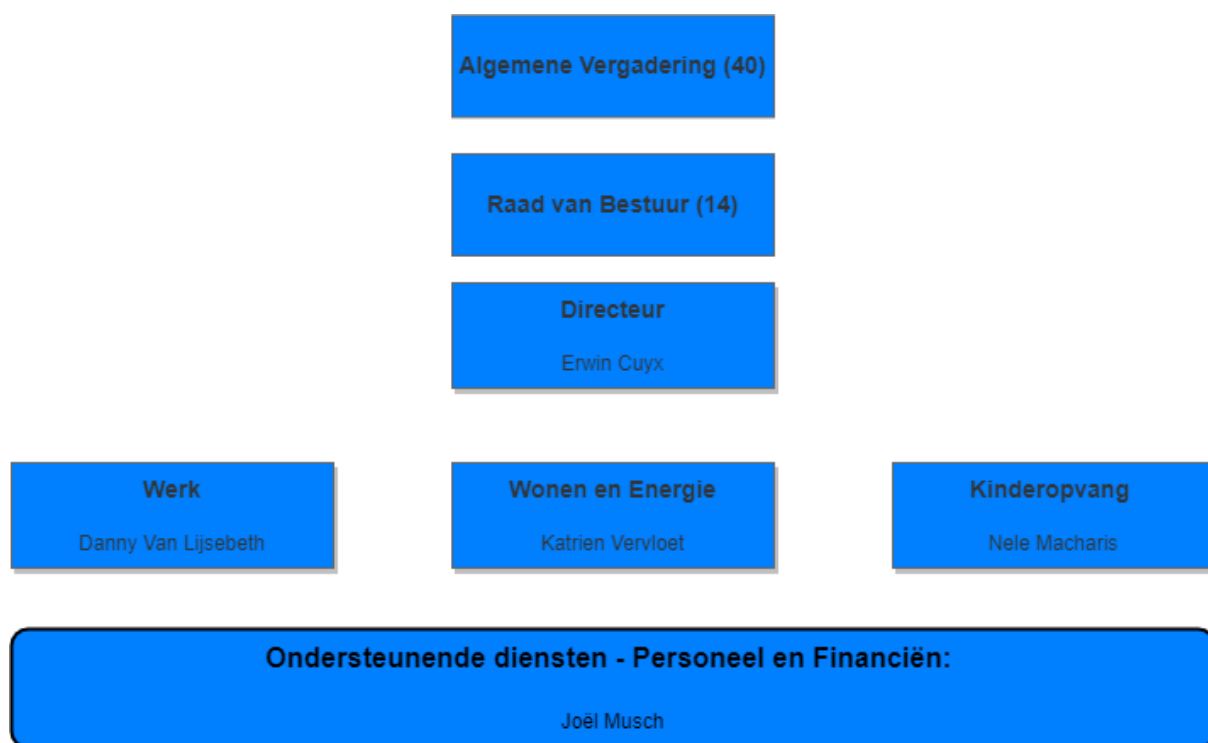 Algemene Vergadering (40)
Raad van Bestuur (14)
Directeur
Erwin Cuyx
Werk
Danny Van Lijsebeth
Wonen en Energie
Katrien Vervloet
Kinderopvang
Nele Macharis
Ondersteunende diensten - Personeel en Financiën:
Joël Musch